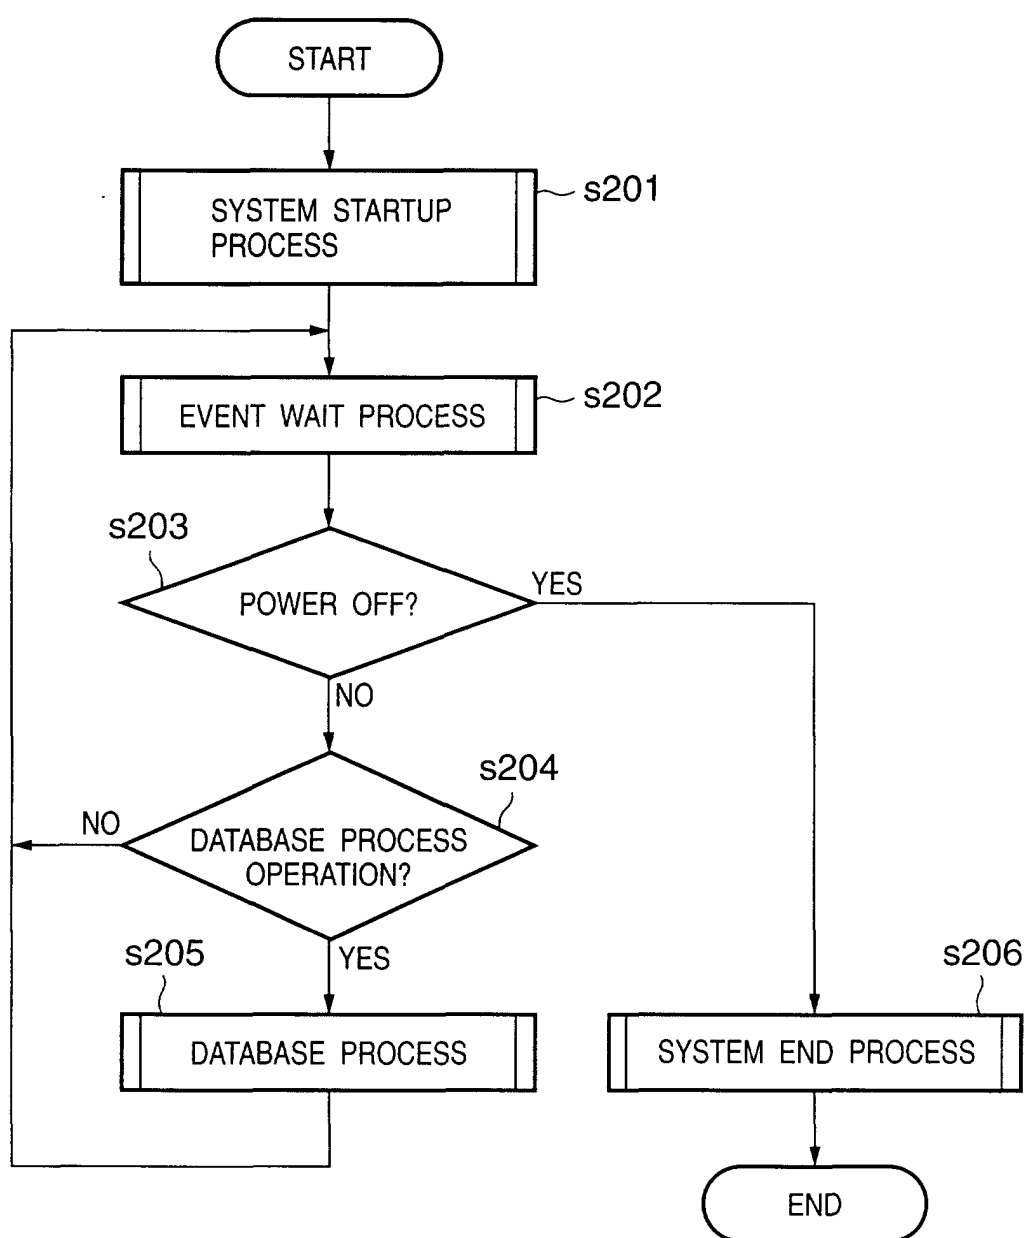 START
s201
SYSTEM STARTUP
PROCESS
s202
EVENT WAIT PROCESS
s203
YES
POWER OFF?
NO
s204
NO
DATABASE PROCESS
OPERATION?
YES
s205
s206
DATABASE PROCESS
SYSTEM END PROCESS
END